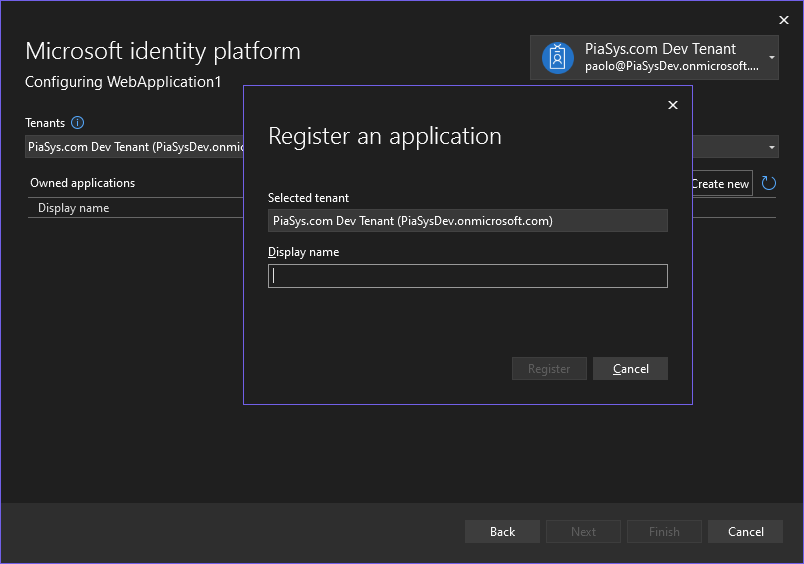 Microsoft identity platform
Configuring WebApplication1
PiaSys.com Dev Tenant
paolo@PiaSysDev.onmicrosoft....
Tenants
PiaSys.com Dev Tenant (PiaSysDev.onmic
Owned applications
Create new
Display name
Register an application
Selected tenant
PiaSys.com Dev Tenant (PiaSysDev.onmicrosoft.com)
Display name
Register
Cancel
Back
Next
Finish
Cancel